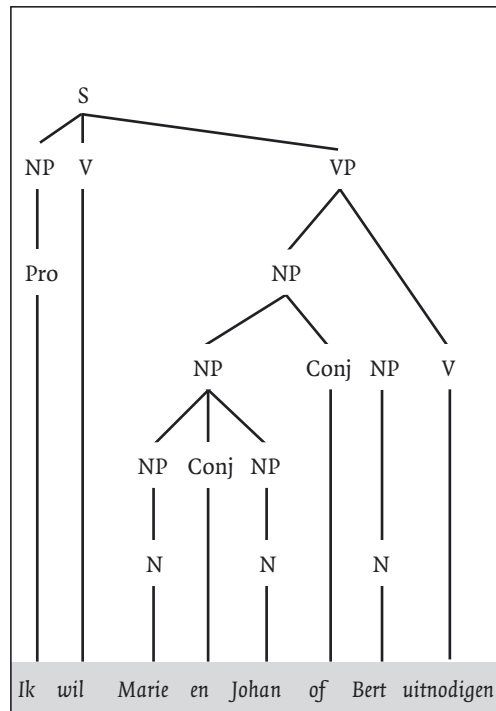 S
NP V VP
Pro
NP
NP Conj NP V
NP Conj NP
N N N
Ik wil Marie en Johan of Bert uitnodigen